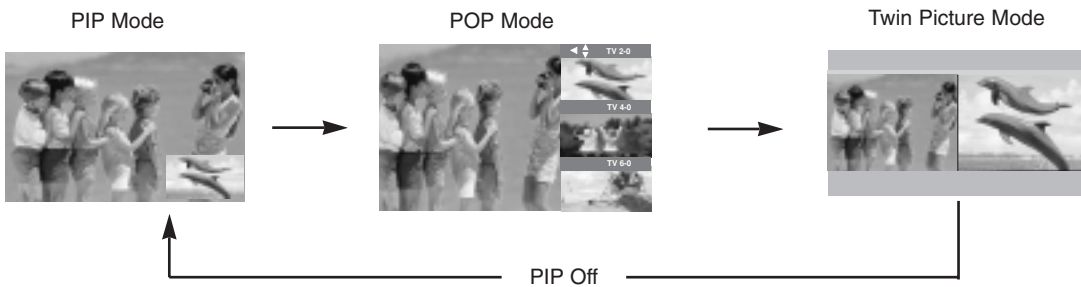 PIP Mode
POP Mode
Twin Picture Mode
TV 2-0
TV 4-0
TV 6-0
PIP Off